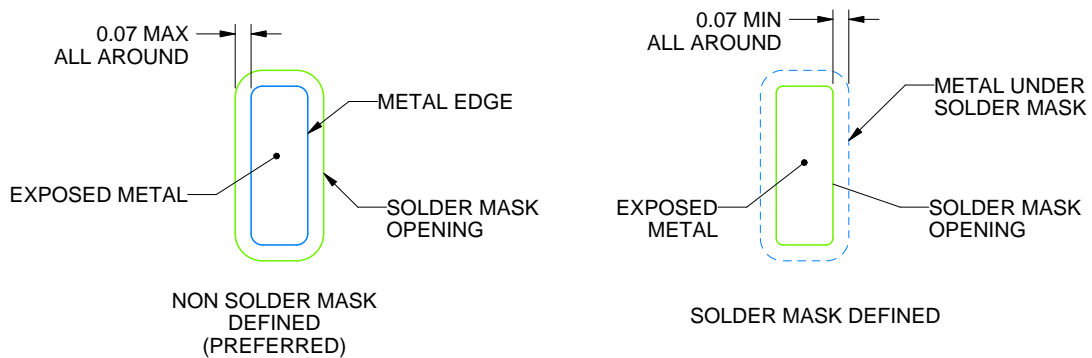 0.07 MAX
ALL AROUND
METAL EDGE
EXPOSED METAL
SOLDER MASK
OPENING
NON SOLDER MASK
DEFINED
(PREFERRED)
0.07 MIN
ALL AROUND
METAL UNDER
SOLDER MASK
EXPOSED
METAL
SOLDER MASK
OPENING
SOLDER MASK DEFINED